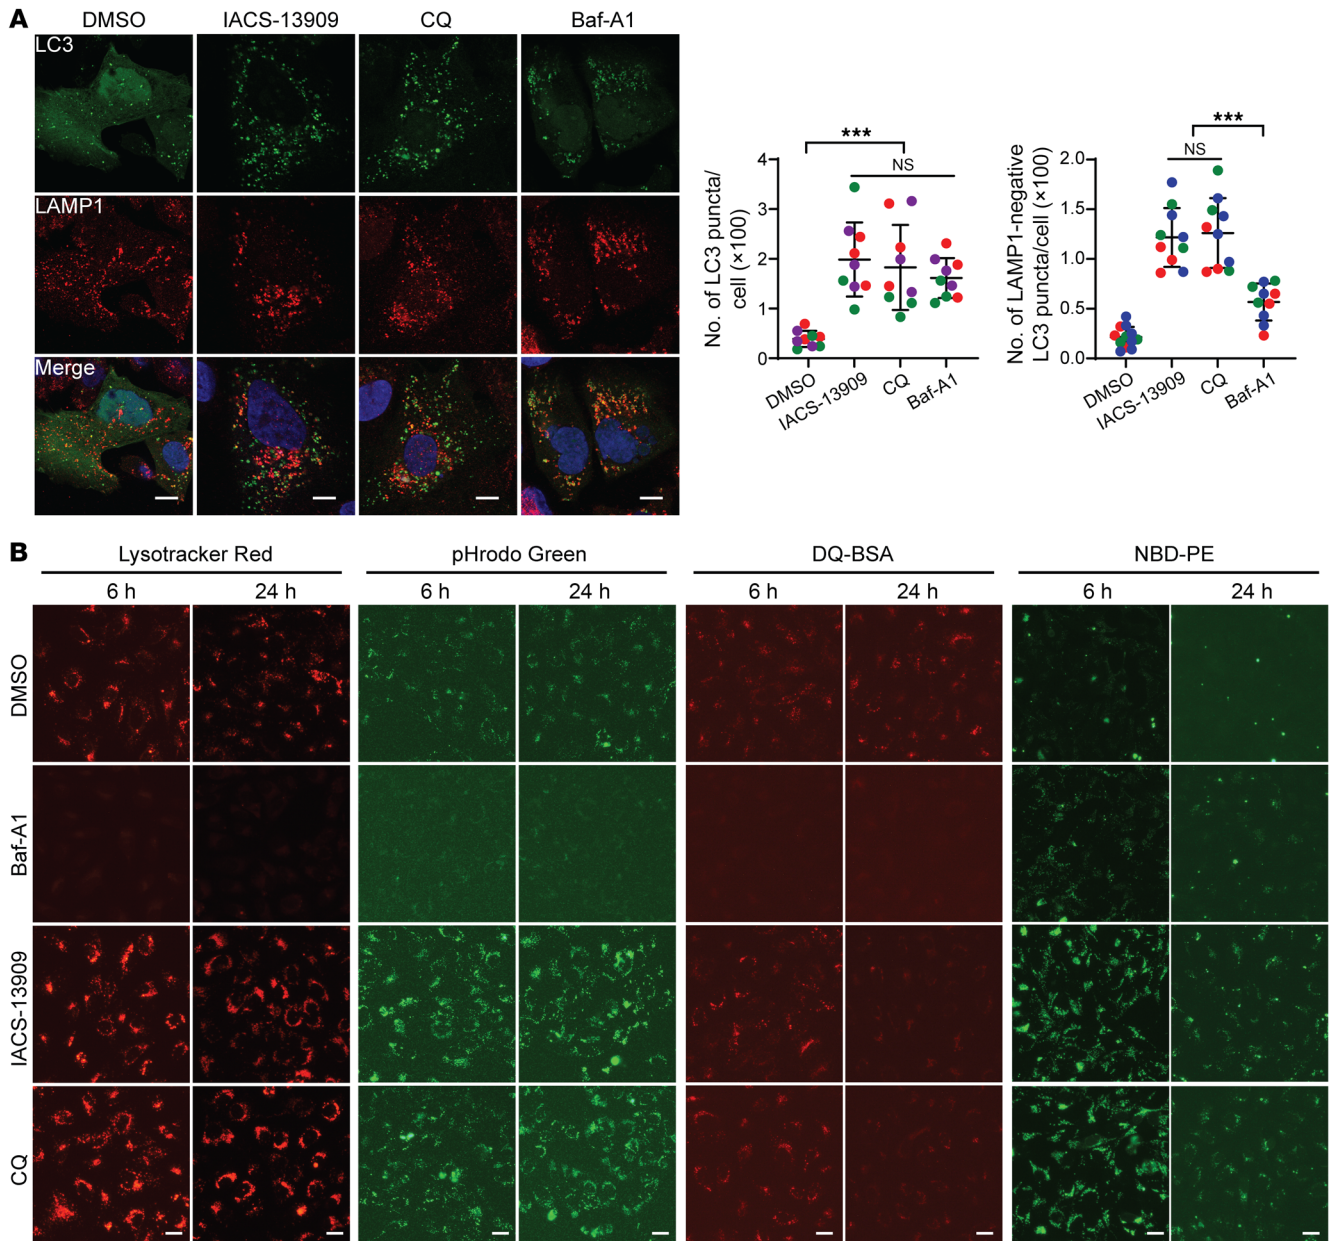 A
DMSO IACS-13909 CQ Baf-A1
LC3
LAMP1
Merge
No. of LC3 puncta/
cell (×100)
4
3
2
1
0
***
NS
DMSO
IACS-13909
CQ
Baf-A1
No. of LAMP1-negative
LC3 puncta/cell (×100)
2.0
1.5
1.0
0.5
0.0
NS
***
DMSO
IACS-13909
CQ
Baf-A1
B
Lysotracker Red pHrodo Green DQ-BSA NBD-PE
6 h 24 h 6 h 24 h 6 h 24 h 6 h 24 h
DMSO
Baf-A1
IACS-13909
CQ